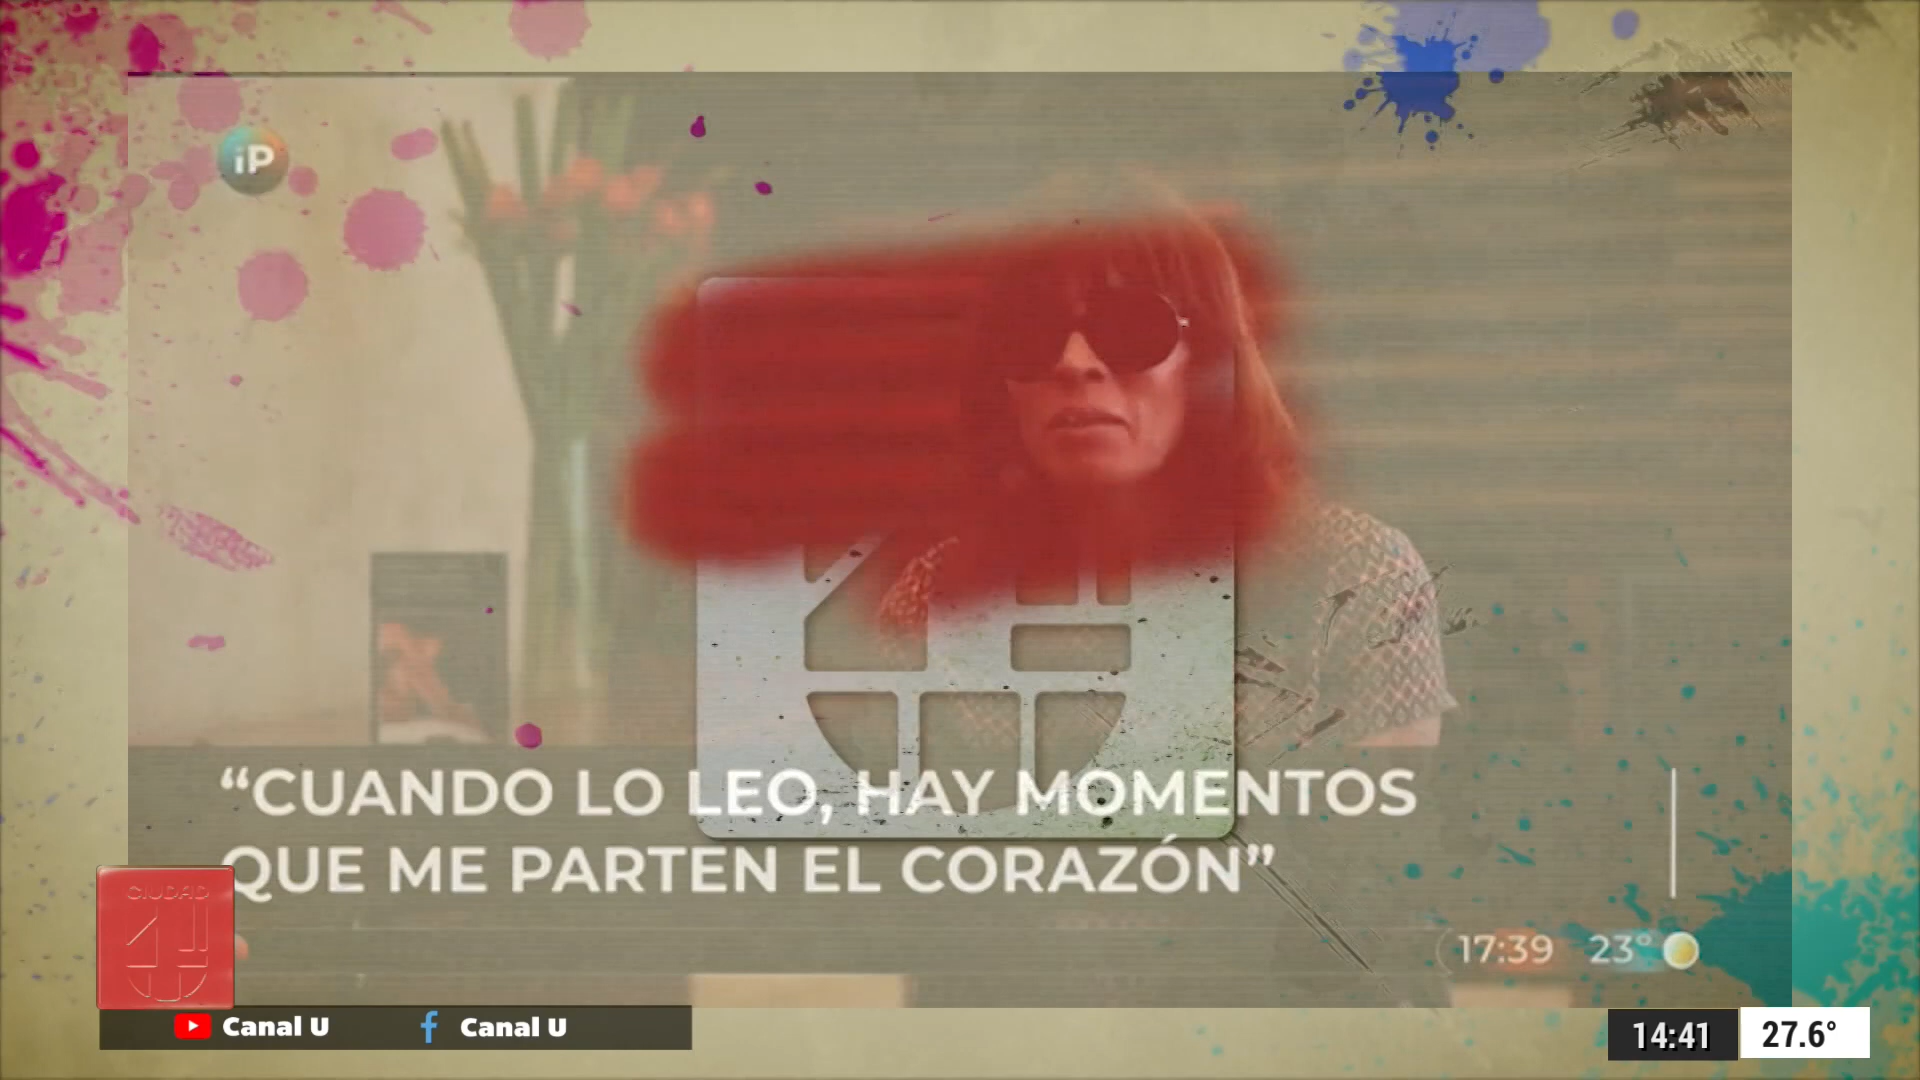 iP
“CUANDO LO LEO, HAY MOMENTOS
QUE ME PARTEN EL CORAZÓN”
17:39 23°
CIUDAD
U
Canal U
Canal U
14:41 27.6°